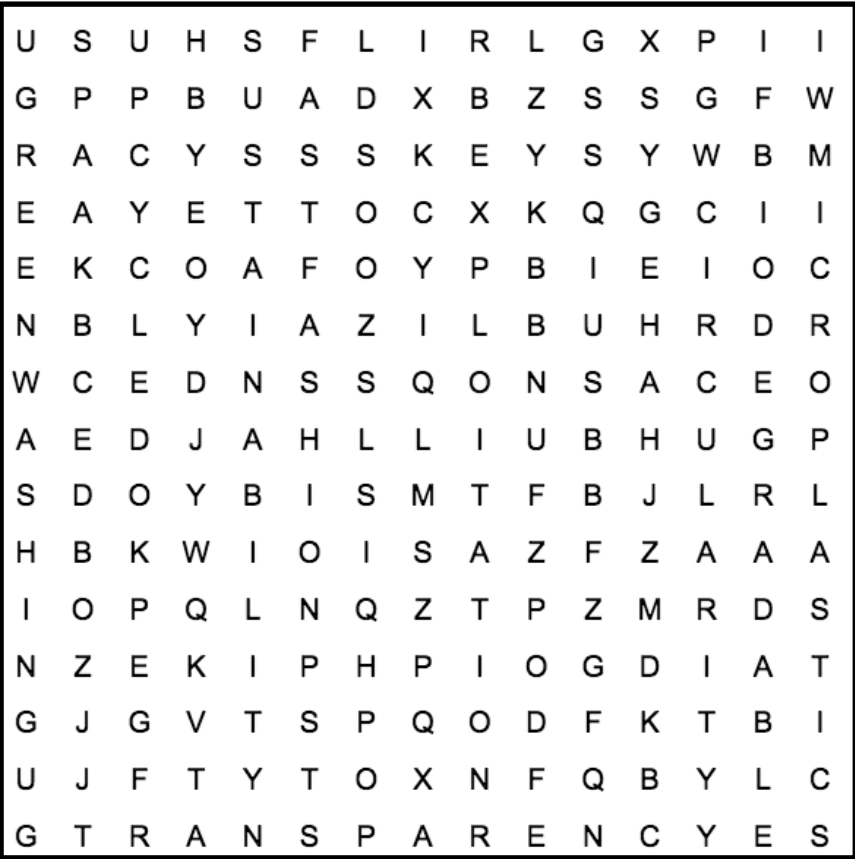 U S U H S F L I R L G X P I I
G P P B U A D X B Z S S G F W
R A C Y S S S K E Y S Y W B M
E A Y E T T O C X K Q G C I I
E K C O A F O Y P B I E I O C
N B L Y I A Z I L B U H R D R
W C E D N S S Q O N S A C E O
A E D J A H L L I U B H U G P
S D O Y B I S M T F B J L R L
H B K W I O I S A Z F Z A A A
I O P Q L N Q Z T P Z M R D S
N Z E K I P H P I O G D I A T
G J G V T S P Q O D F K T B I
U J F T Y T O X N F Q B Y L C
G T R A N S P A R E N C Y E S